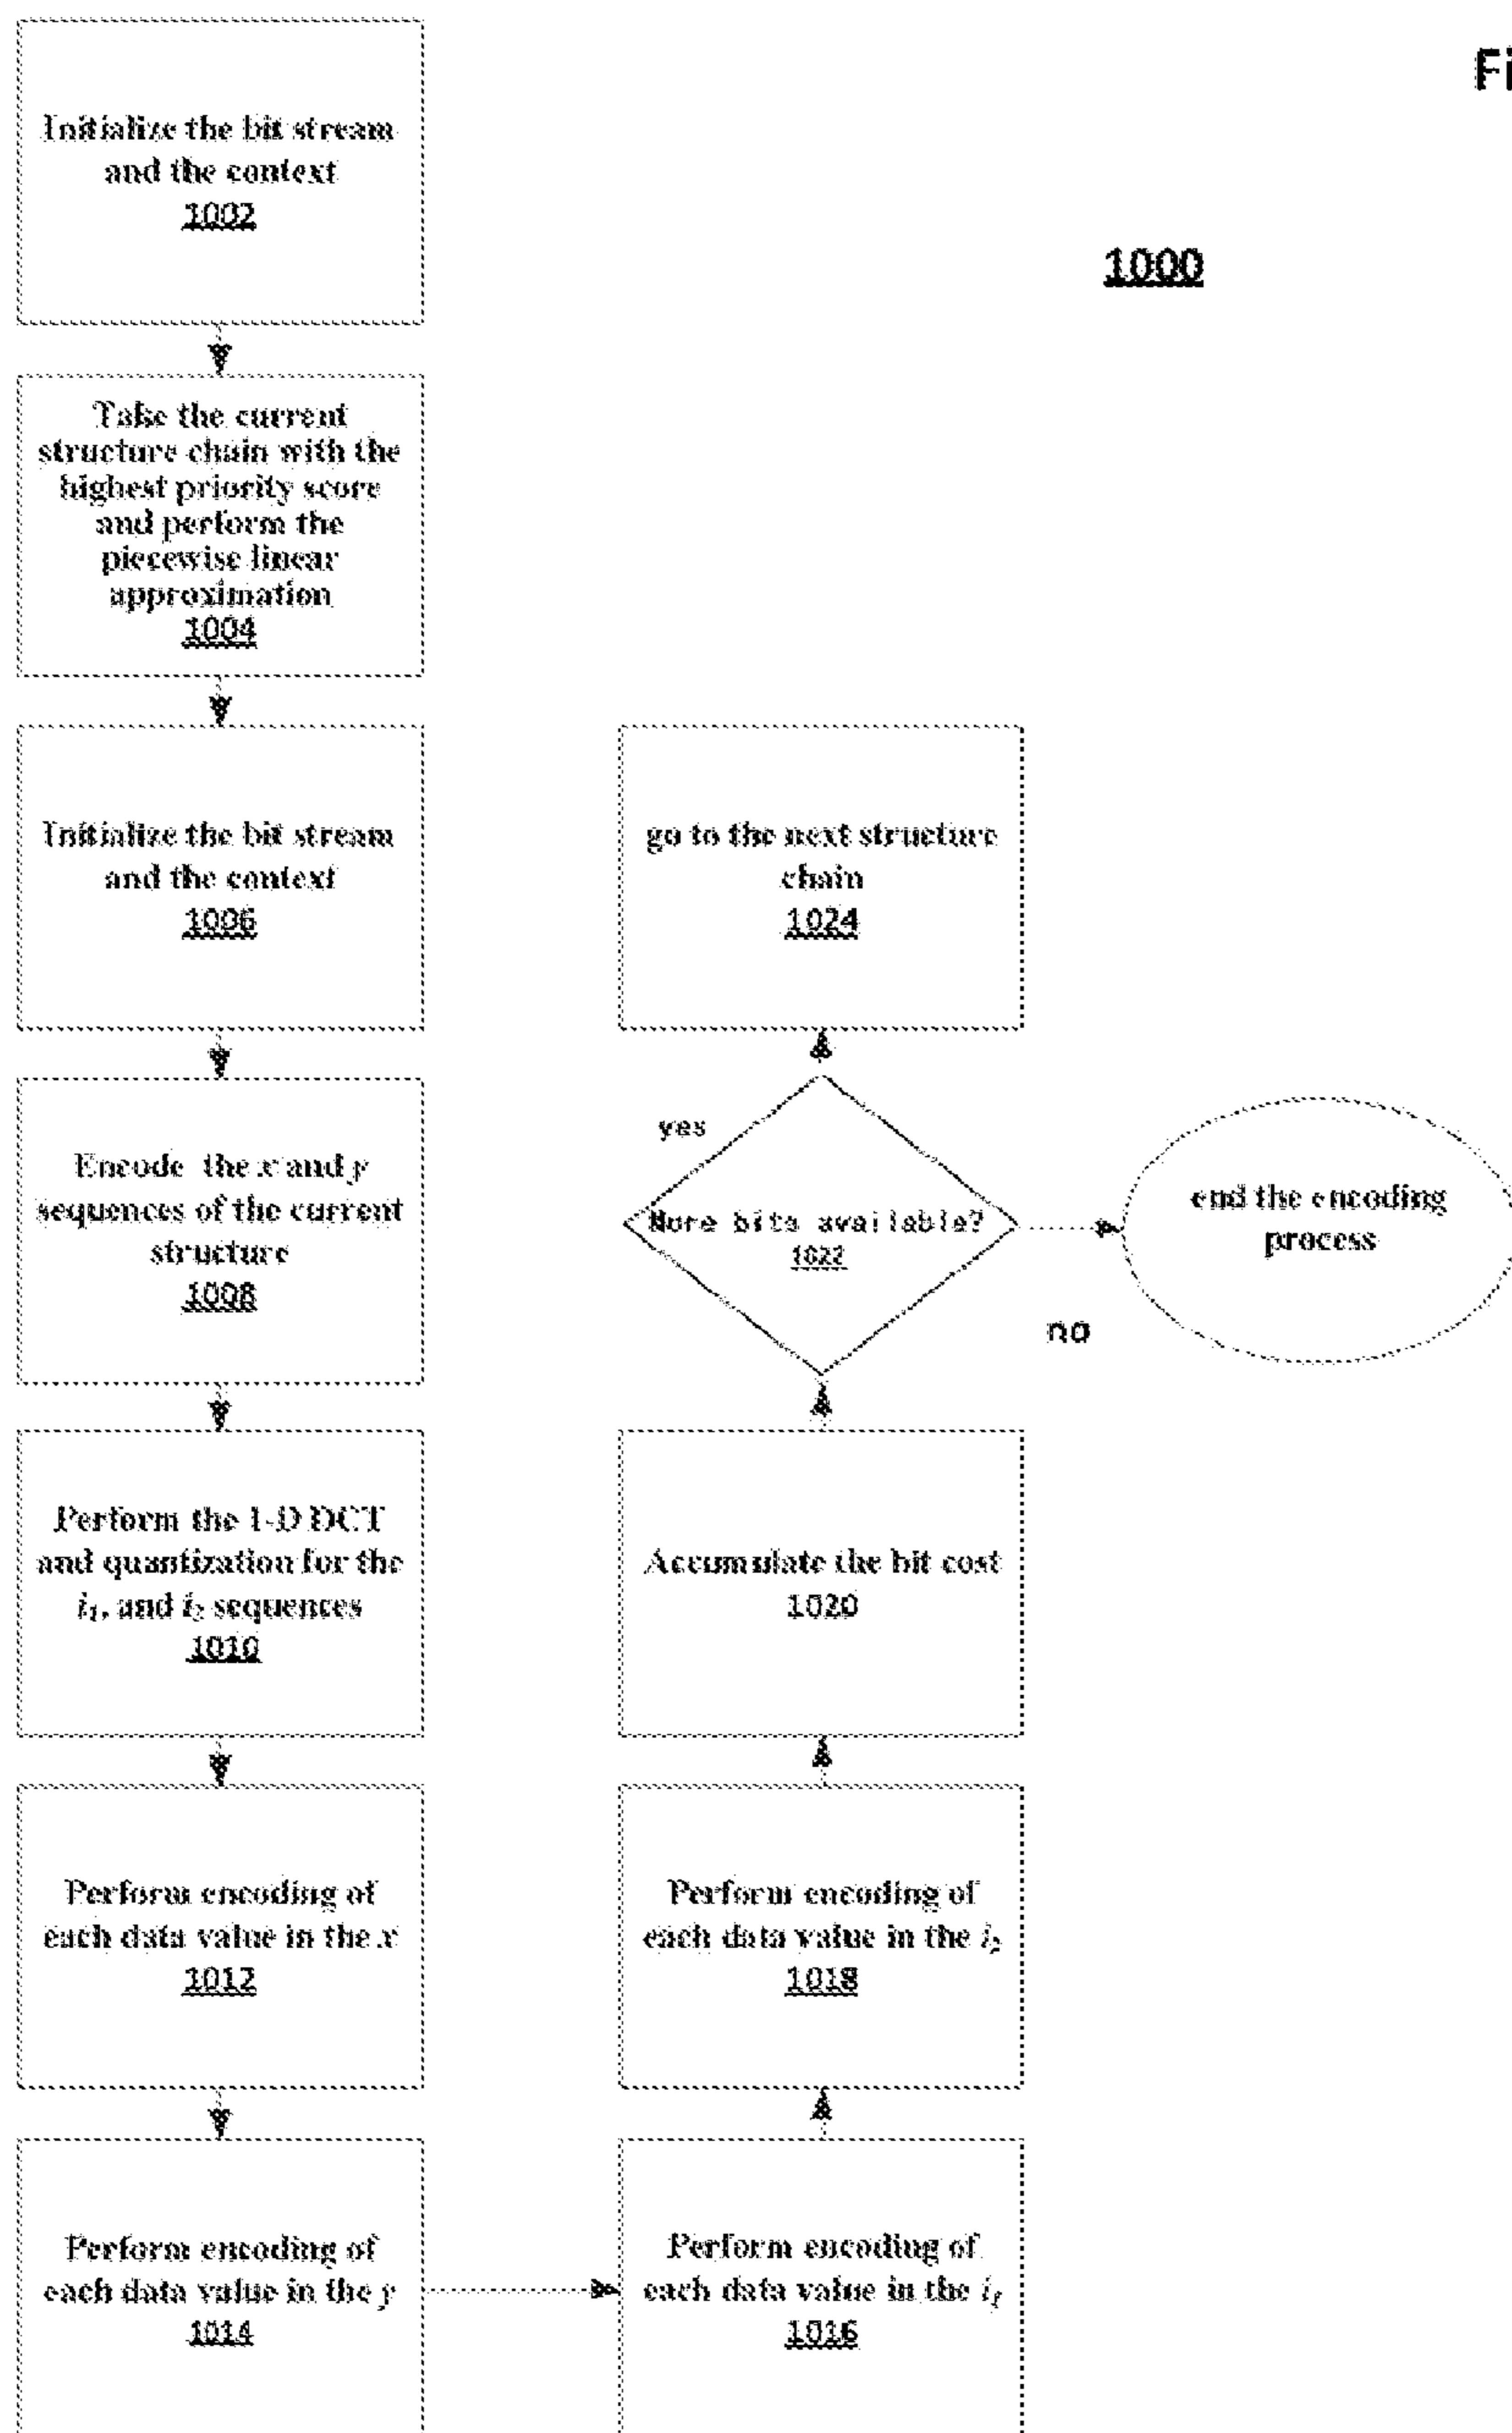 Fi
1000
Initialize the bit stream
and the context
1002
Take the current
structure chain with the
highest priority score
and perform the
piecewise linear
approximation
1004
Initialize the bit stream
and the context
1006
Encode the x and y
sequences of the current
structure
1008
Perform the 1-D DCT
and quantization for the
i₁, and i₂ sequences
1010
Perform encoding of
each data value in the x
1012
Perform encoding of
each data value in the y
1014
Perform encoding of
each data value in the i₁
1016
Perform encoding of
each data value in the i₂
1018
Accumulate the bit cost
1020
More bits available?
1022
yes
no
go to the next structure
chain
1024
end the encoding
process